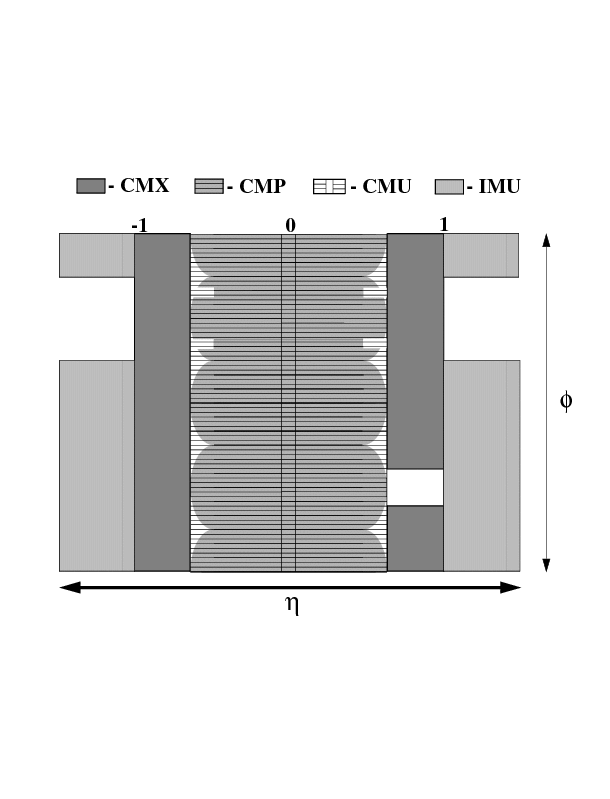 - CMX - CMP - CMU - IMU
-1 0 1
ϕ
η